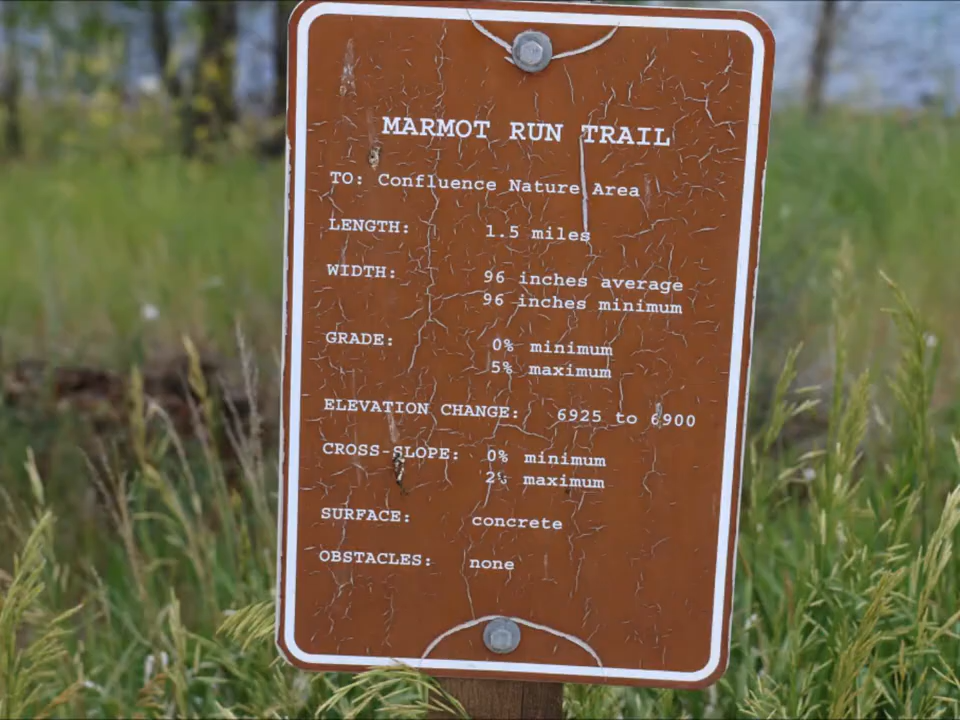 MARMOT RUN TRAIL
TO: Confluence Nature Area
LENGTH: 1.5 miles
WIDTH: 96 inches average
96 inches minimum
GRADE: 0% minimum
5% maximum
ELEVATION CHANGE: 6925 to 6900
CROSS-SLOPE: 0% minimum
2% maximum
SURFACE: concrete
OBSTACLES: none